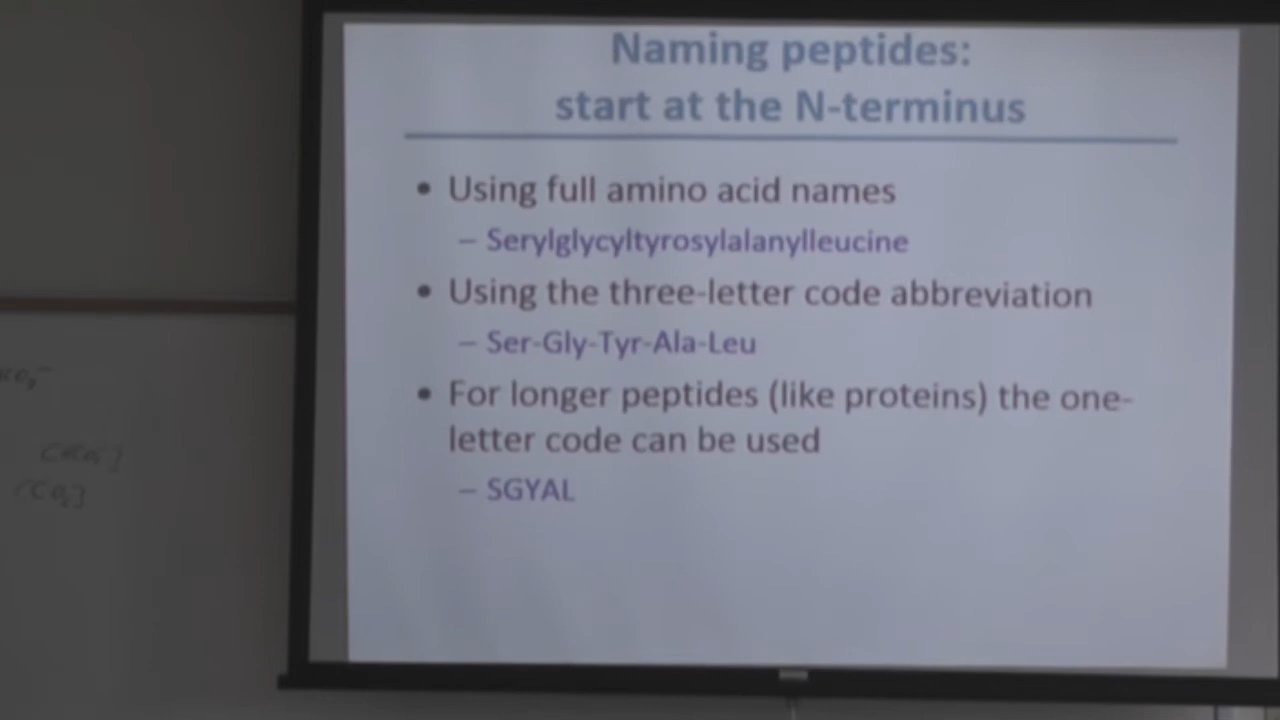 Naming peptides:
start at the N-terminus
• Using full amino acid names
– Serylglycyltyrosylalanylleucine
• Using the three-letter code abbreviation
– Ser-Gly-Tyr-Ala-Leu
• For longer peptides (like proteins) the one-
letter code can be used
– SGYAL